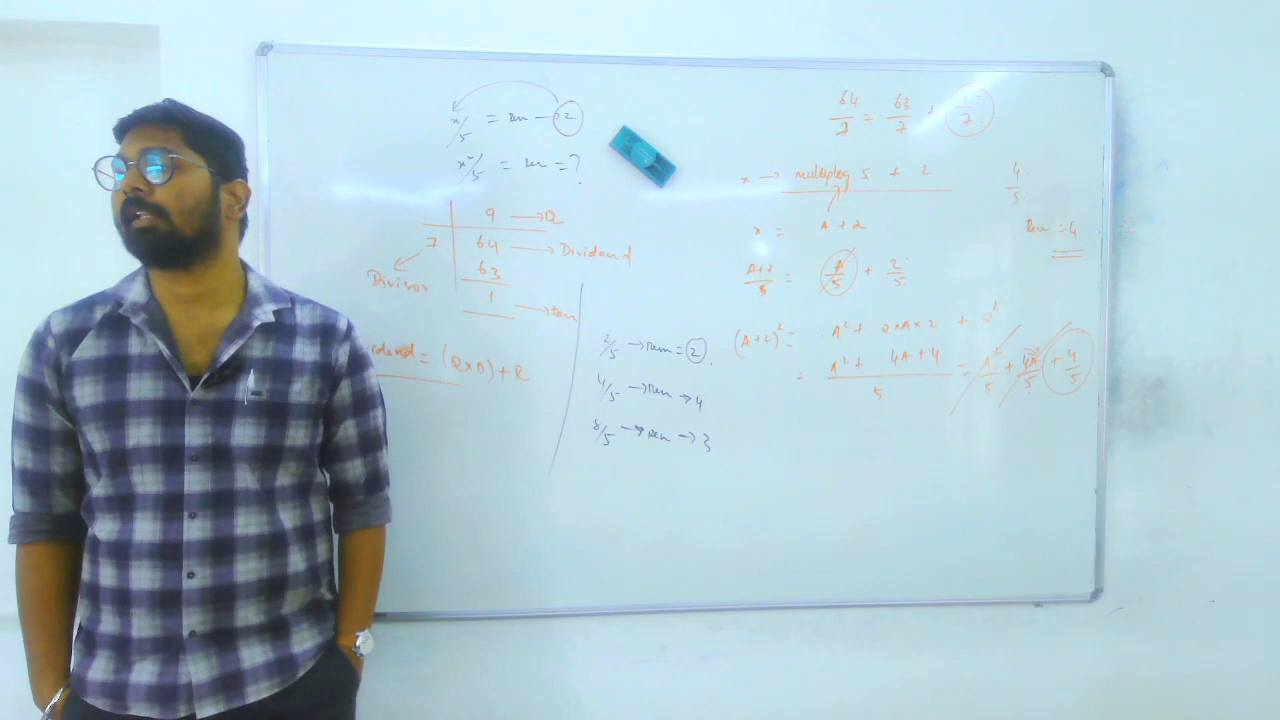 x/5 = Rem → 2
x²/5 = Rem = ?
9 → Q
7 64 → Dividend
Divisor 63
1 → Rem
idend = (Q×D) + R
2/5 → Rem = 2
4/5 → Rem → 4
8/5 → Rem → 3
64/7 = 63/7 + 1/7
x → multiple of 5 + 2
x = A + 2
A+2/5 = A/5 + 2/5
(A+2)² = A² + 2×A×2 + 2²
= A² + 4A + 4/5 = A²/5 + 4A/5 + 4/5
4/5
Rem = 4